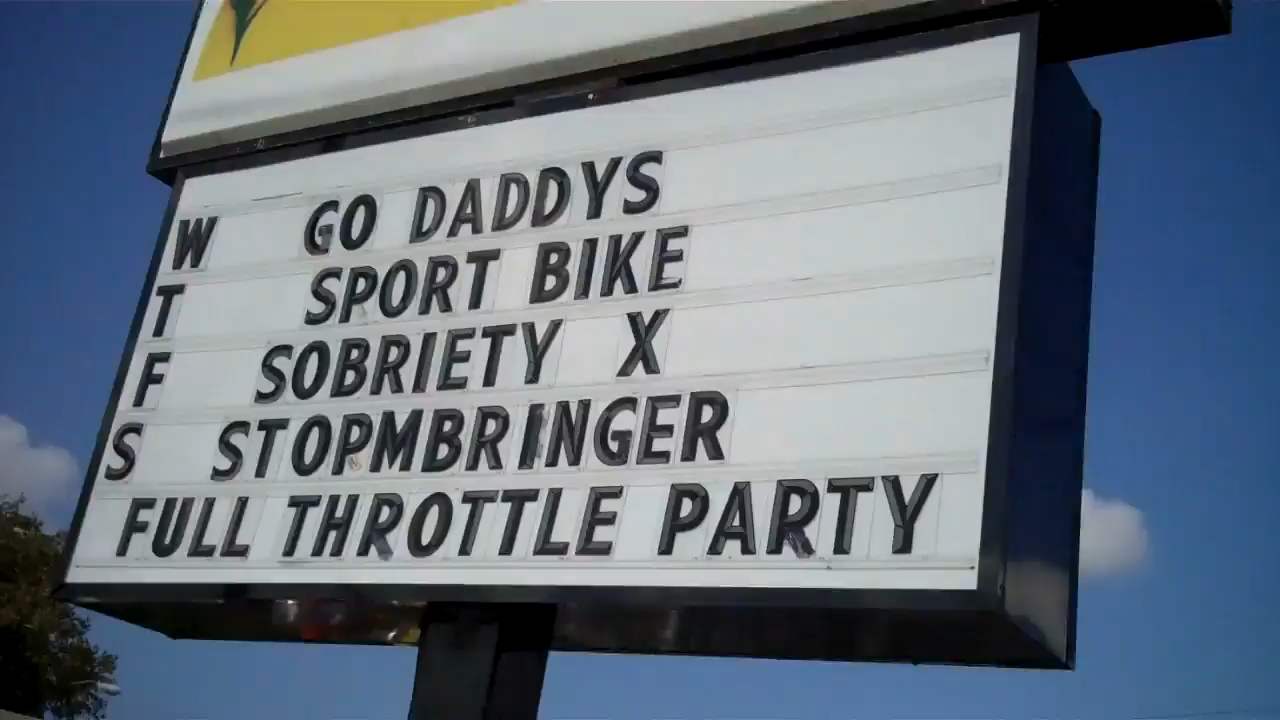 W GO DADDYS
T SPORT BIKE
F SOBRIETY X
S STOPMBRINGER
FULL THROTTLE PARTY